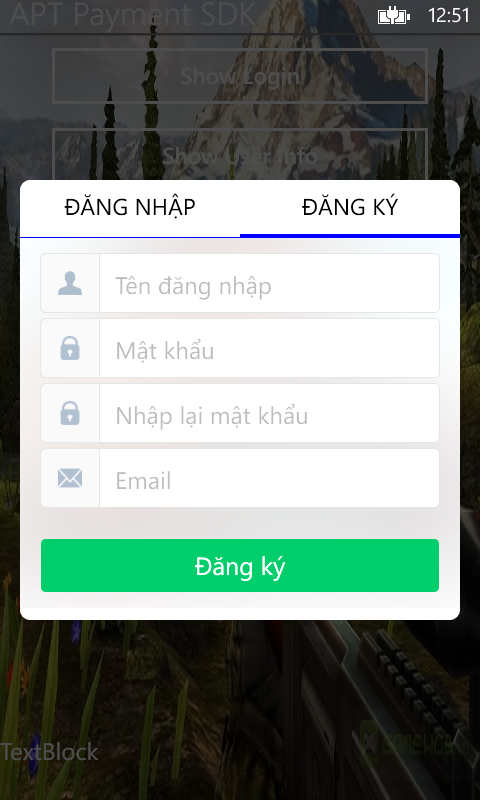 APT Payment SDK
12:51
Show Login
Show User Info
ĐĂNG NHẬP
ĐĂNG KÝ
Tên đăng nhập
Mật khẩu
Nhập lại mật khẩu
Email
Đăng ký
TextBlock